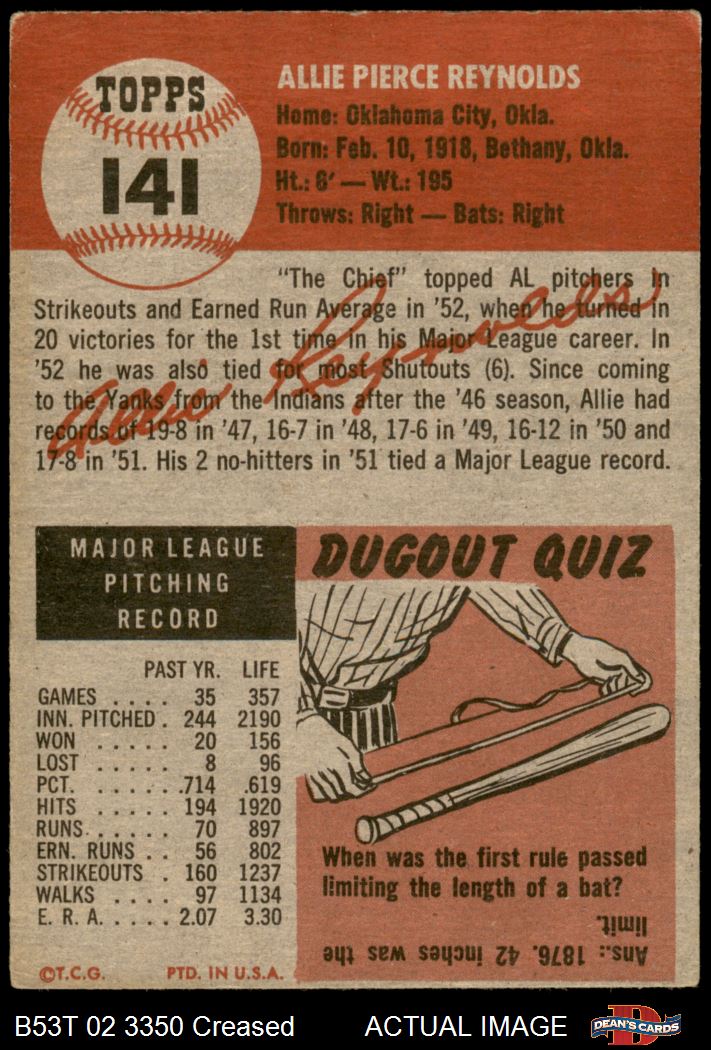 TOPPS
141
ALLIE PIERCE REYNOLDS
Home: Oklahoma City, Okla.
Born: Feb. 10, 1918, Bethany, Okla.
Ht.: 6' — Wt.: 195
Throws: Right — Bats: Right
"The Chief" topped AL pitchers in
Strikeouts and Earned Run Average in '52, when he turned in
20 victories for the 1st time in his Major League career. In
'52 he was also tied for most Shutouts (6). Since coming
to the Yanks from the Indians after the '46 season, Allie had
records of 19-8 in '47, 16-7 in '48, 17-6 in '49, 16-12 in '50 and
17-8 in '51. His 2 no-hitters in '51 tied a Major League record.
Allie Reynolds
MAJOR LEAGUE
PITCHING
RECORD
PAST YR. LIFE
GAMES .... 35 357
INN. PITCHED. 244 2190
WON ..... 20 156
LOST ..... 8 96
PCT. ..... .714 .619
HITS ..... 194 1920
RUNS. .... 70 897
ERN. RUNS .. 56 802
STRIKEOUTS . 160 1237
WALKS .... 97 1134
E. R. A. .... 2.07 3.30
©T.C.G. PTD. IN U.S.A.
DUGOUT QUIZ
When was the first rule passed
limiting the length of a bat?
Ans.: 1876. 42 inches was the
limit.
B53T 02 3350 Creased ACTUAL IMAGE
D
DEAN'S CARDS